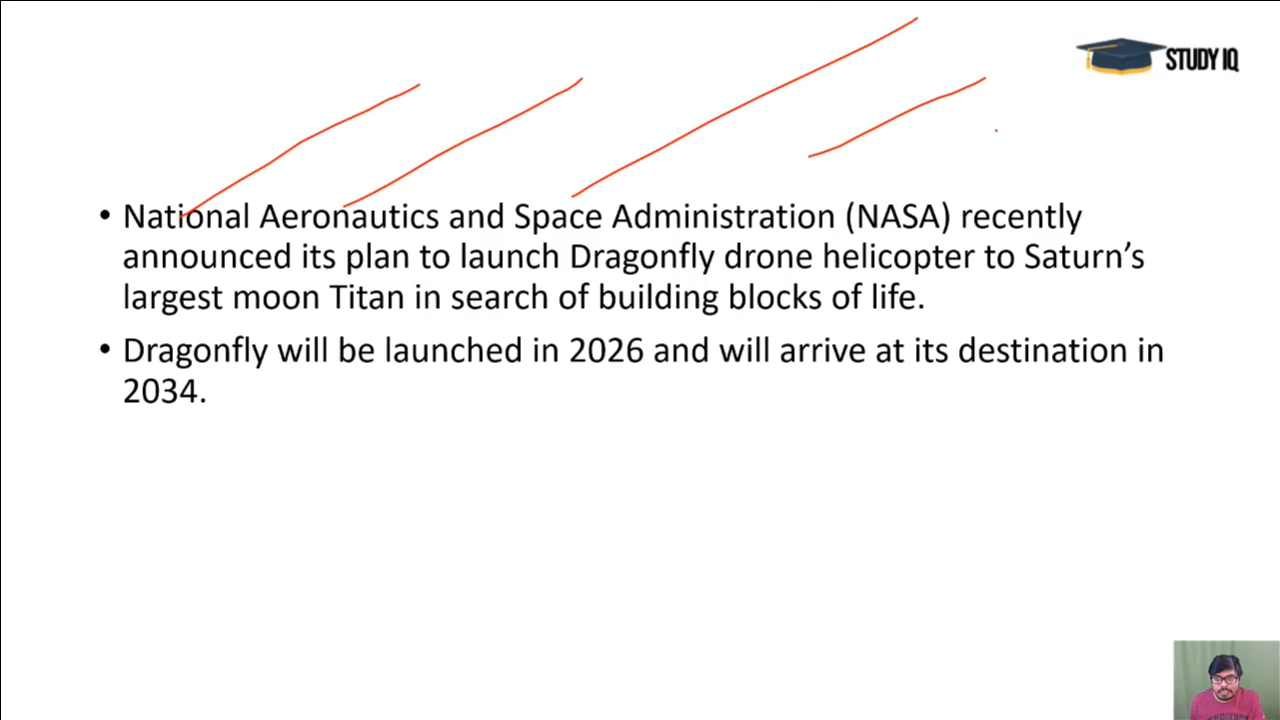 STUDY IQ
• National Aeronautics and Space Administration (NASA) recently
announced its plan to launch Dragonfly drone helicopter to Saturn’s
largest moon Titan in search of building blocks of life.
• Dragonfly will be launched in 2026 and will arrive at its destination in
2034.